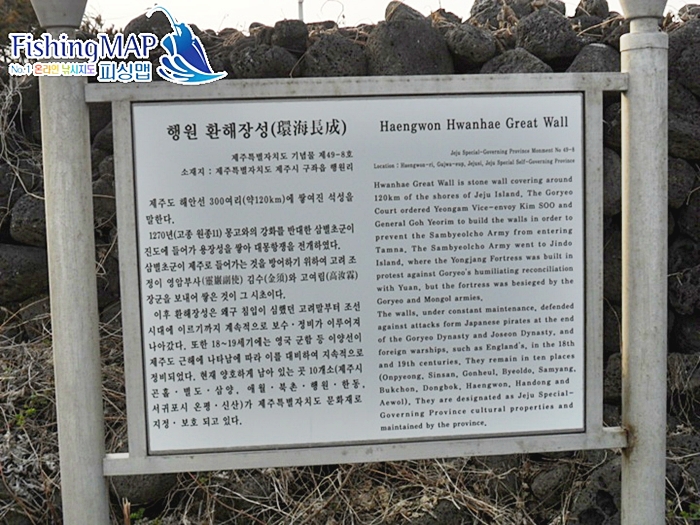 FishingMAP
No.1 온라인 낚시지도 피싱맵
행원 환해장성(環海長成)
제주특별자치도 기념물 제49-8호
소재지 : 제주특별자치도 제주시 구좌읍 행원리
제주도 해안선 300여리(약120km)에 쌓여진 석성을
말한다.
1270년(고종 원종11) 몽고와의 강화를 반대한 삼별초군이
진도에 들어가 용장성을 쌓아 대몽항쟁을 전개하였다.
삼별초군이 제주로 들어가는 것을 방어하기 위하여 고려 조
정이 영암부사(靈巖副使) 김수(金須)와 고여림(高汝霖)
장군을 보내어 쌓은 것이 그 시초이다.
이후 환해장성은 왜구 침입이 심했던 고려말부터 조선
시대에 이르기까지 계속적으로 보수·정비가 이루어져
나아갔다. 또한 18~19세기에는 영국 군함 등 이양선이
제주도 근해에 나타남에 따라 이를 대비하여 지속적으로
정비되었다. 현재 양호하게 남아 있는 곳 10개소(제주시
곤흘·별도·삼양, 애월·북촌·행원·한동,
서귀포시 온평·신산)가 제주특별자치도 문화재로
지정·보호 되고 있다.
Haengwon Hwanhae Great Wall
Jeju Special-Governing Province Monment No 49-8
Location : Haengwon-ri, Gujwa-eup, Jejusi, Jeju Special Self-Governing Province
Hwanhae Great Wall is stone wall covering around
120km of the shores of Jeju Island, The Goryeo
Court ordered Yeongam Vice-envoy Kim SOO and
General Goh Yeorim to build the walls in order to
prevent the Sambyeolcho Army from entering
Tamna. The Sambyeolcho Army went to Jindo
Island, where the Yongjang Fortress was built in
protest against Goryeo's humiliating reconciliation
with Yuan, but the fortress was besieged by the
Goryeo and Mongol armies.
The walls, under constant maintenance, defended
against attacks form Japanese pirates at the end
of the Goryeo Dynasty and Joseon Dynasty, and
foreign warships, such as England's, in the 18th
and 19th centuries. They remain in ten places
(Onpyeong, Sinsan, Gonheul, Byeoldo, Samyang,
Bukchon, Dongbok, Haengwon, Handong and
Aewol). They are designated as Jeju Special-
Governing Province cultural properties and
maintained by the province.